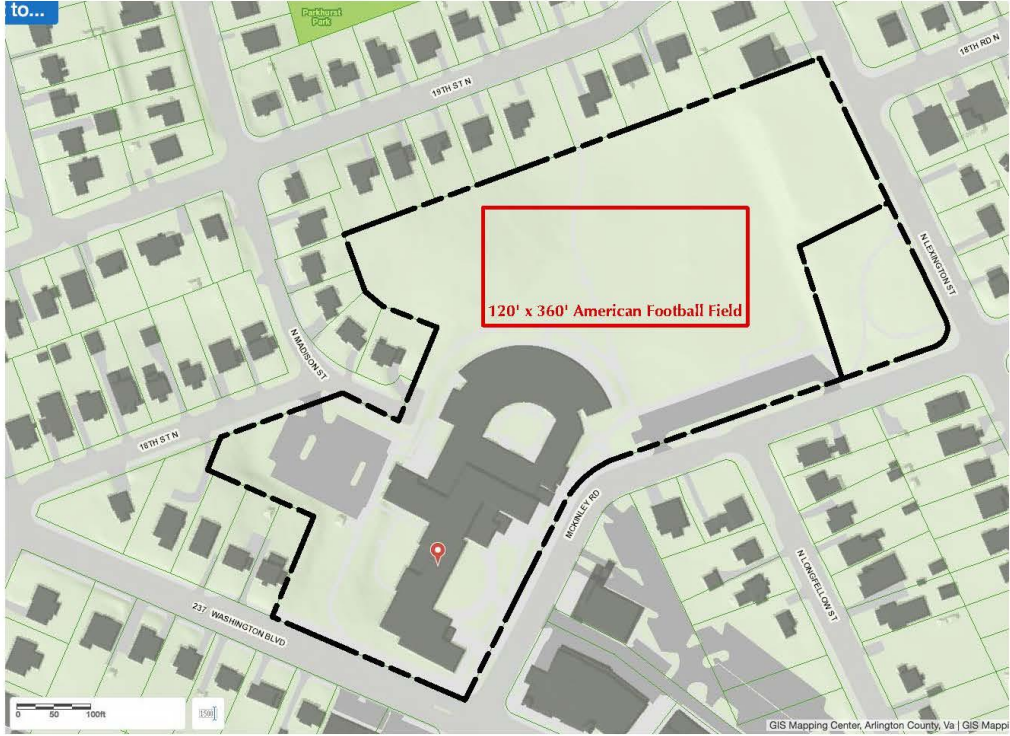 to...
Parkhurst
Park
19TH ST N
18TH RD N
N LEXINGTON ST
120' x 360' American Football Field
N MADISON ST
18TH ST N
MCKINLEY RD
N LONGFELLOW ST
237 WASHINGTON BLVD
0 50 100ft
GIS Mapping Center, Arlington County, Va | GIS Mappi